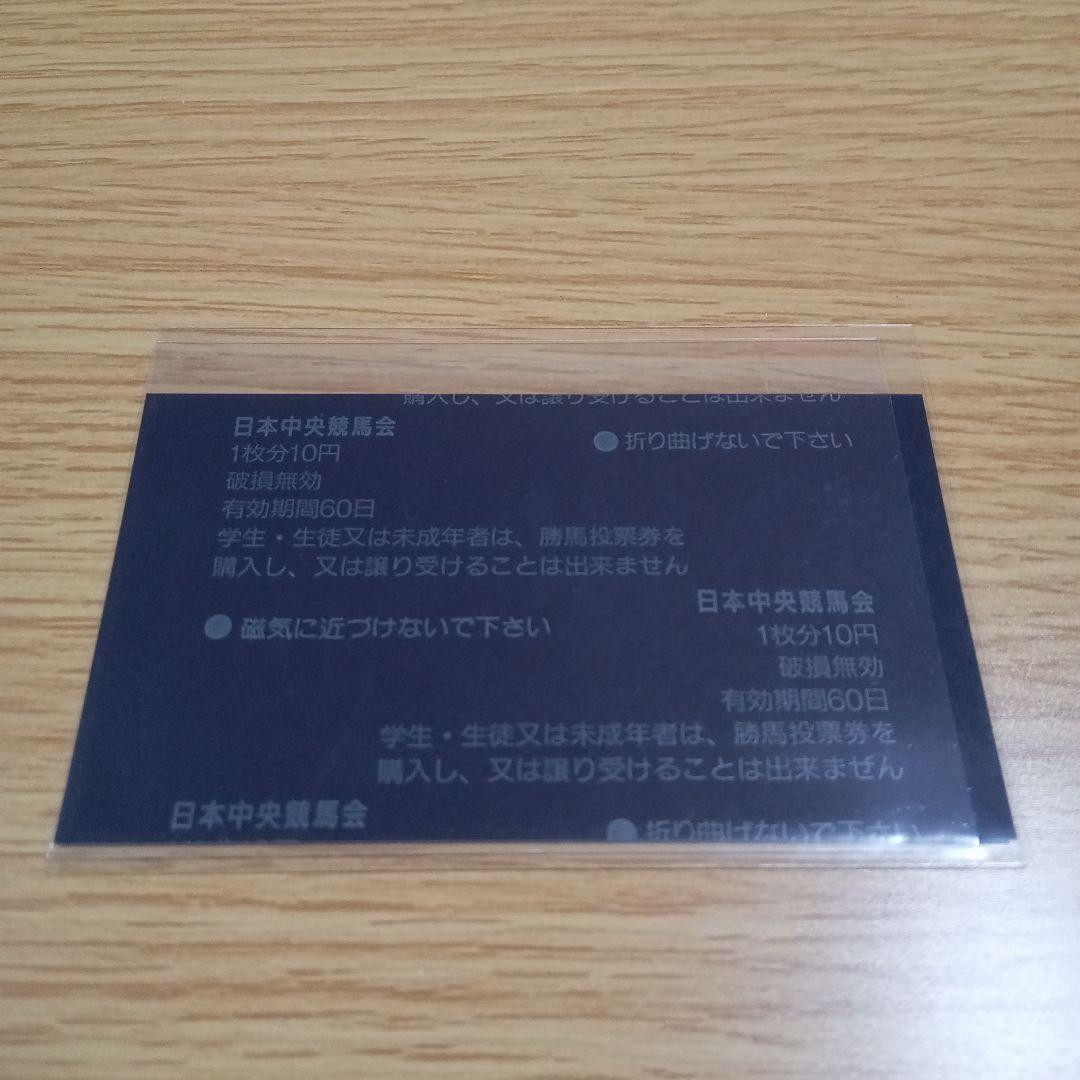 購入し、又は譲り受けることは出来ません
日本中央競馬会
1枚分10円
破損無効
有効期間60日
学生・生徒又は未成年者は、勝馬投票券を
購入し、又は譲り受けることは出来ません
●折り曲げないで下さい
●磁気に近づけないで下さい
日本中央競馬会
1枚分10円
破損無効
有効期間60日
学生・生徒又は未成年者は、勝馬投票券を
購入し、又は譲り受けることは出来ません
日本中央競馬会
●折り曲げないで下さい